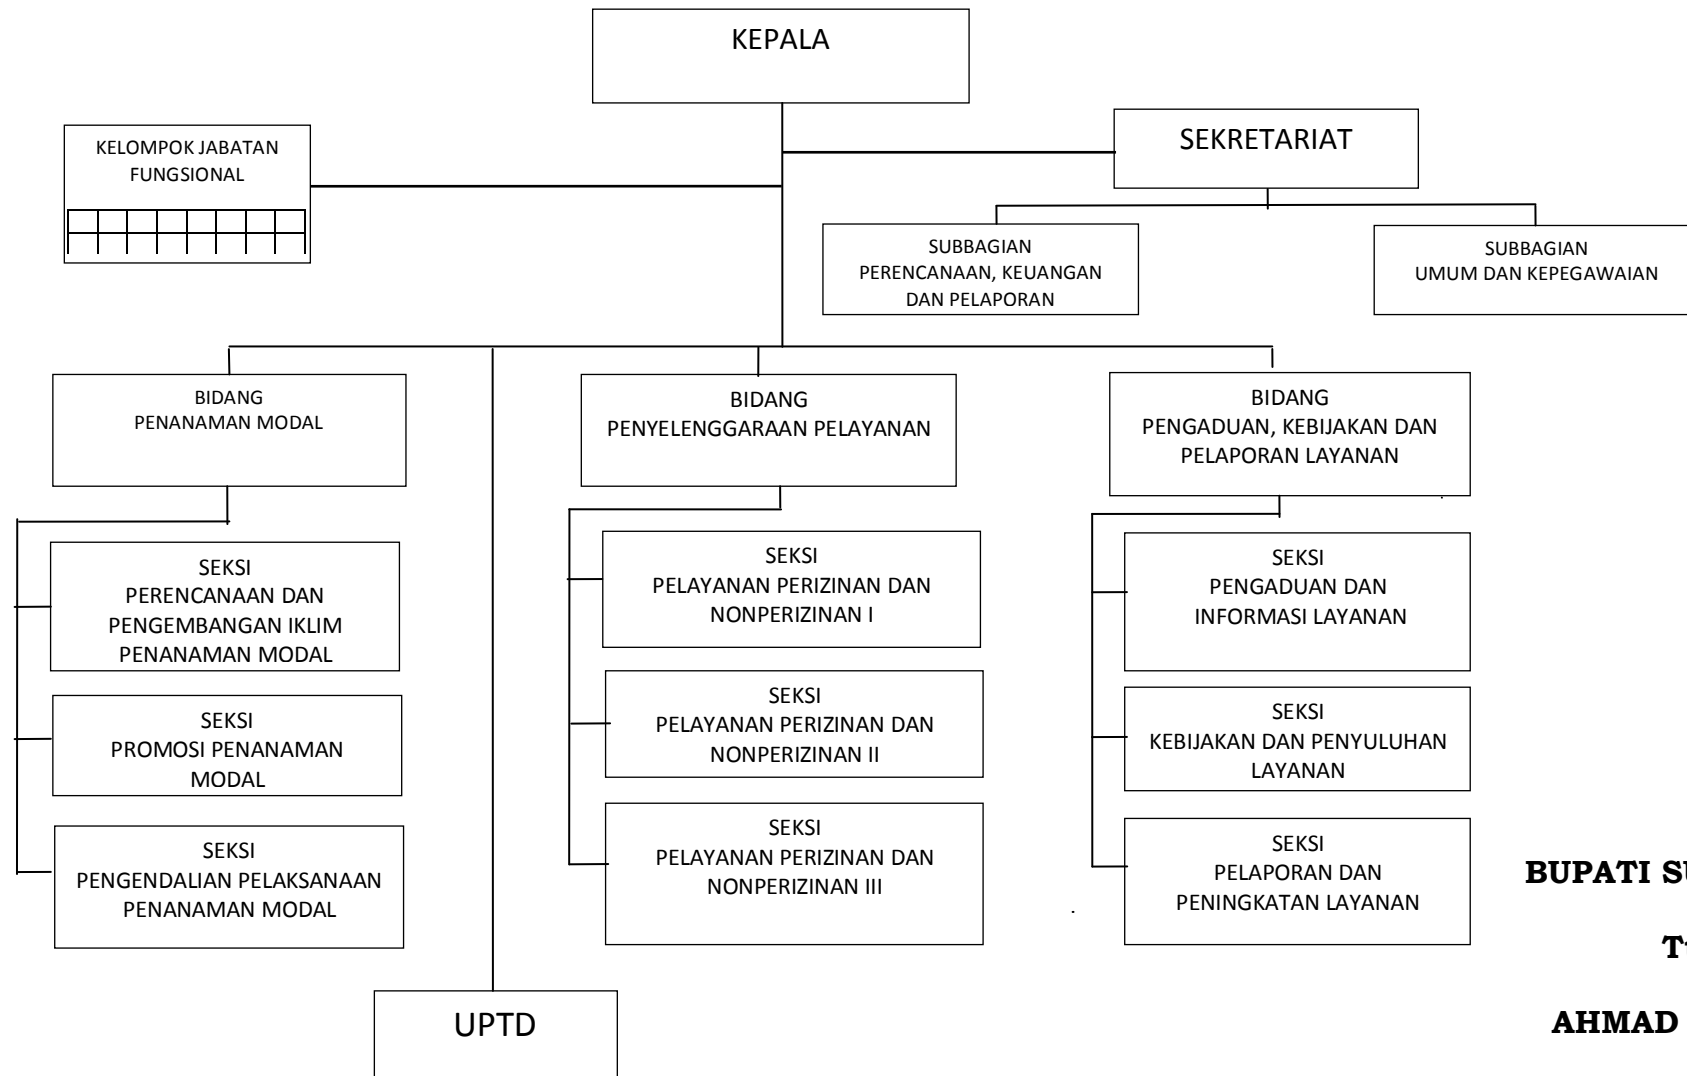 KEPALA
SEKRETARIAT
KELOMPOK JABATAN
FUNGSIONAL
SUBBAGIAN
PERENCANAAN, KEUANGAN
DAN PELAPORAN
SUBBAGIAN
UMUM DAN KEPEGAWAIAN
BIDANG
PENANAMAN MODAL
BIDANG
PENYELENGGARAAN PELAYANAN
BIDANG
PENGADUAN, KEBIJAKAN DAN
PELAPORAN LAYANAN
SEKSI
PERENCANAAN DAN
PENGEMBANGAN IKLIM
PENANAMAN MODAL
SEKSI
PROMOSI PENANAMAN
MODAL
SEKSI
PENGENDALIAN PELAKSANAAN
PENANAMAN MODAL
SEKSI
PELAYANAN PERIZINAN DAN
NONPERIZINAN I
SEKSI
PELAYANAN PERIZINAN DAN
NONPERIZINAN II
SEKSI
PELAYANAN PERIZINAN DAN
NONPERIZINAN III
SEKSI
PENGADUAN DAN
INFORMASI LAYANAN
SEKSI
KEBIJAKAN DAN PENYULUHAN
LAYANAN
SEKSI
PELAPORAN DAN
PENINGKATAN LAYANAN
UPTD
BUPATI
AHMAD